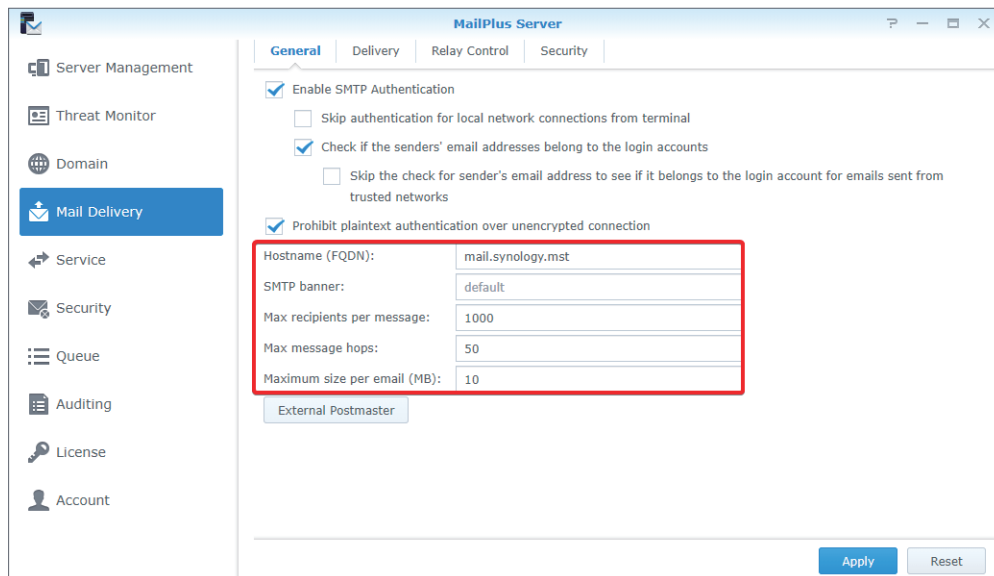 MailPlus Server
Server Management
Threat Monitor
Domain
Mail Delivery
Service
Security
Queue
Auditing
License
Account
General Delivery Relay Control Security
Enable SMTP Authentication
Skip authentication for local network connections from terminal
Check if the senders' email addresses belong to the login accounts
Skip the check for sender's email address to see if it belongs to the login account for emails sent from
trusted networks
Prohibit plaintext authentication over unencrypted connection
Hostname (FQDN): mail.synology.mst
SMTP banner: default
Max recipients per message: 1000
Max message hops: 50
Maximum size per email (MB): 10
External Postmaster
Apply Reset